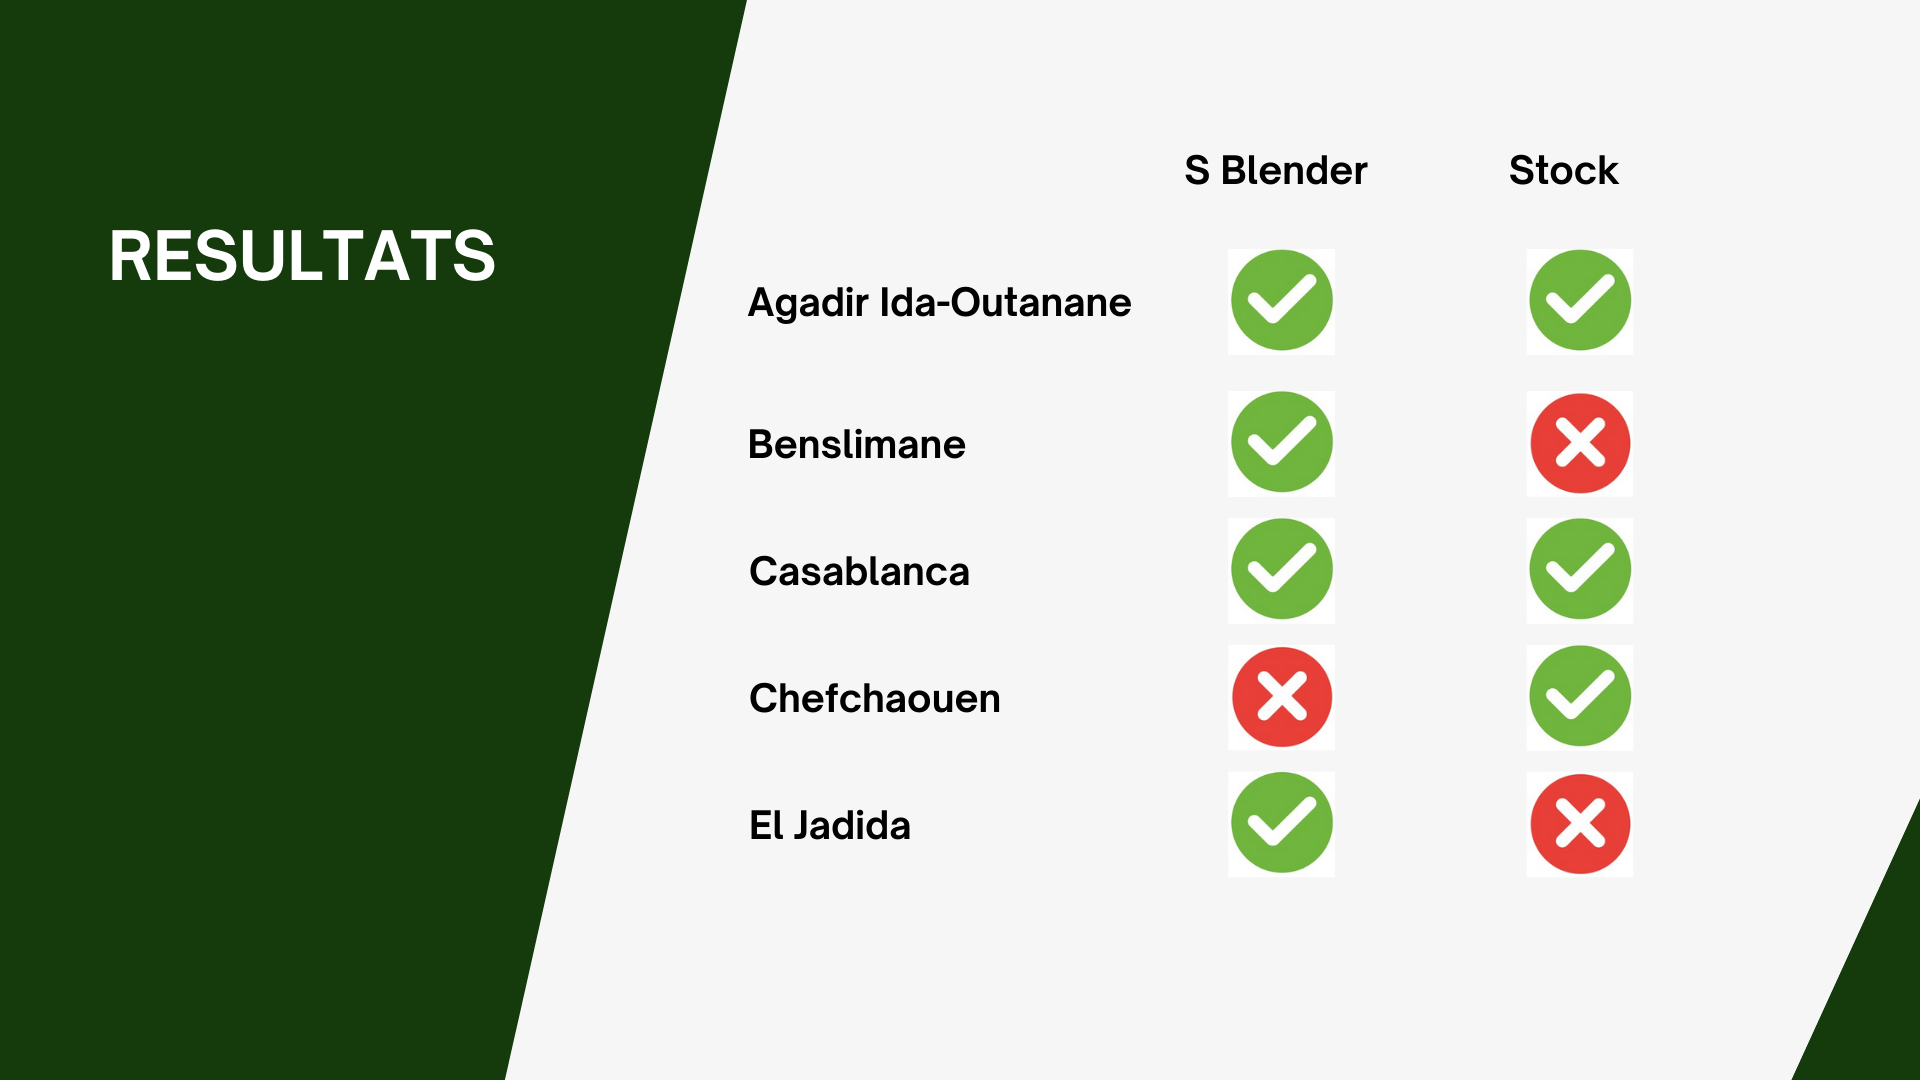 RESULTATS
S Blender Stock
Agadir Ida-Outanane
Benslimane
Casablanca
Chefchaouen
El Jadida